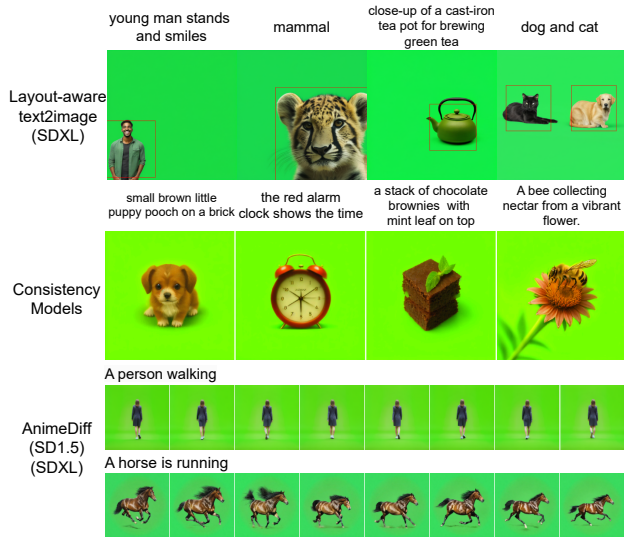 young man stands
and smiles
mammal
close-up of a cast-iron
tea pot for brewing
green tea
dog and cat
Layout-aware
text2image
(SDXL)
small brown little
puppy pooch on a brick
the red alarm
clock shows the time
a stack of chocolate
brownies with
mint leaf on top
A bee collecting
nectar from a vibrant
flower.
Consistency
Models
A person walking
AnimeDiff
(SD1.5)
(SDXL)
A horse is running